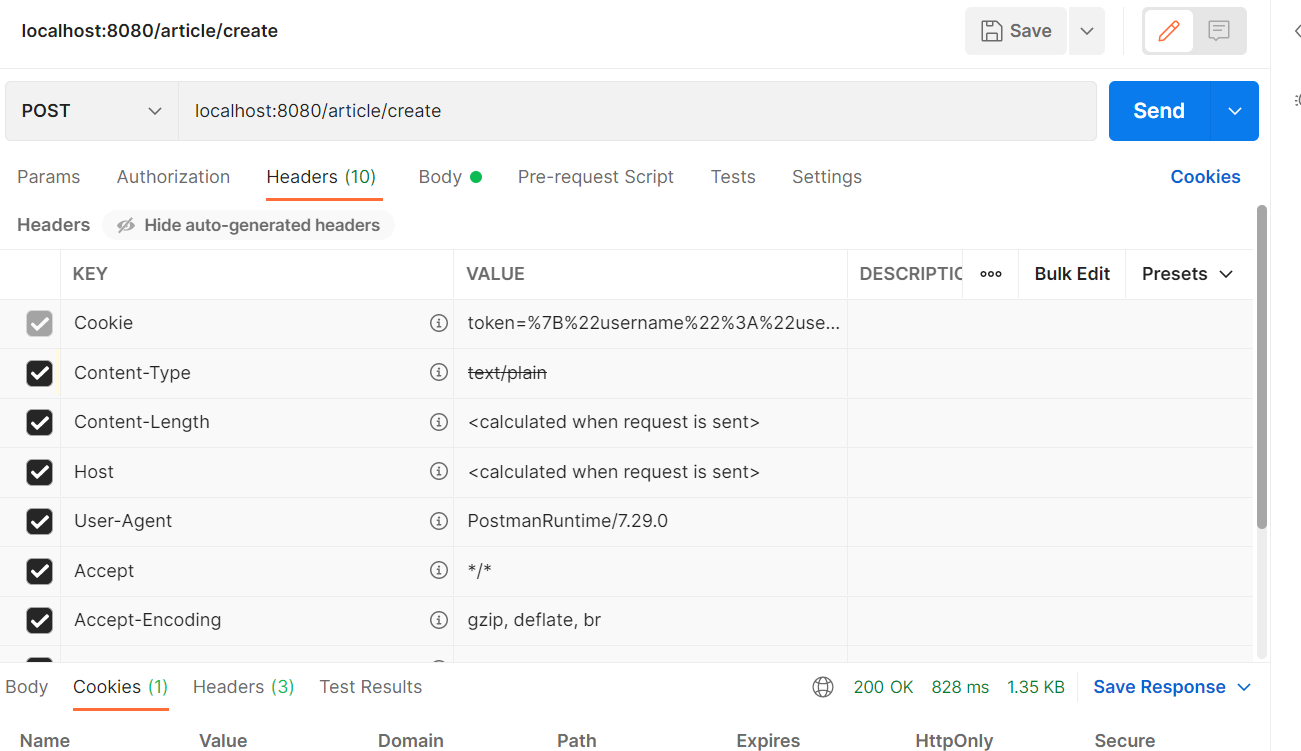 localhost:8080/article/create
Save
POST
localhost:8080/article/create
Send
Params Authorization Headers (10) Body Pre-request Script Tests Settings Cookies
Headers Hide auto-generated headers
KEY VALUE DESCRIPTIC ooo Bulk Edit Presets
Cookie token=%7B%22username%22%3A%22use...
Content-Type text/plain
Content-Length <calculated when request is sent>
Host <calculated when request is sent>
User-Agent PostmanRuntime/7.29.0
Accept */*
Accept-Encoding gzip, deflate, br
Body Cookies (1) Headers (3) Test Results 200 OK 828 ms 1.35 KB Save Response
Name Value Domain Path Expires HttpOnly Secure